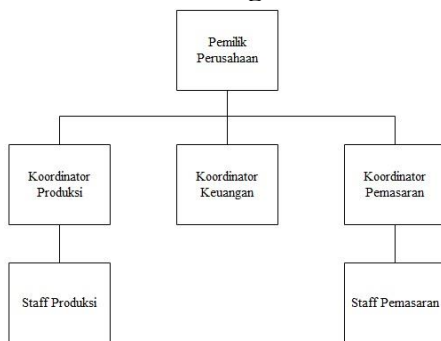 Pemilik
Perusahaan
Koordinator
Produksi
Koordinator
Keuangan
Koordinator
Pemasaran
Staff Produksi
Staff Pemasaran